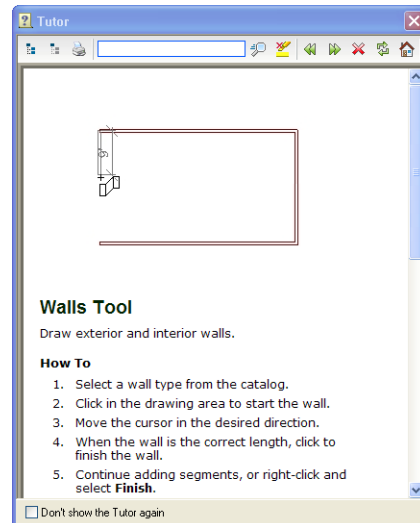 Tutor
9'
Walls Tool
Draw exterior and interior walls.
How To
1. Select a wall type from the catalog.
2. Click in the drawing area to start the wall.
3. Move the cursor in the desired direction.
4. When the wall is the correct length, click to
finish the wall.
5. Continue adding segments, or right-click and
select Finish.
Don't show the Tutor again